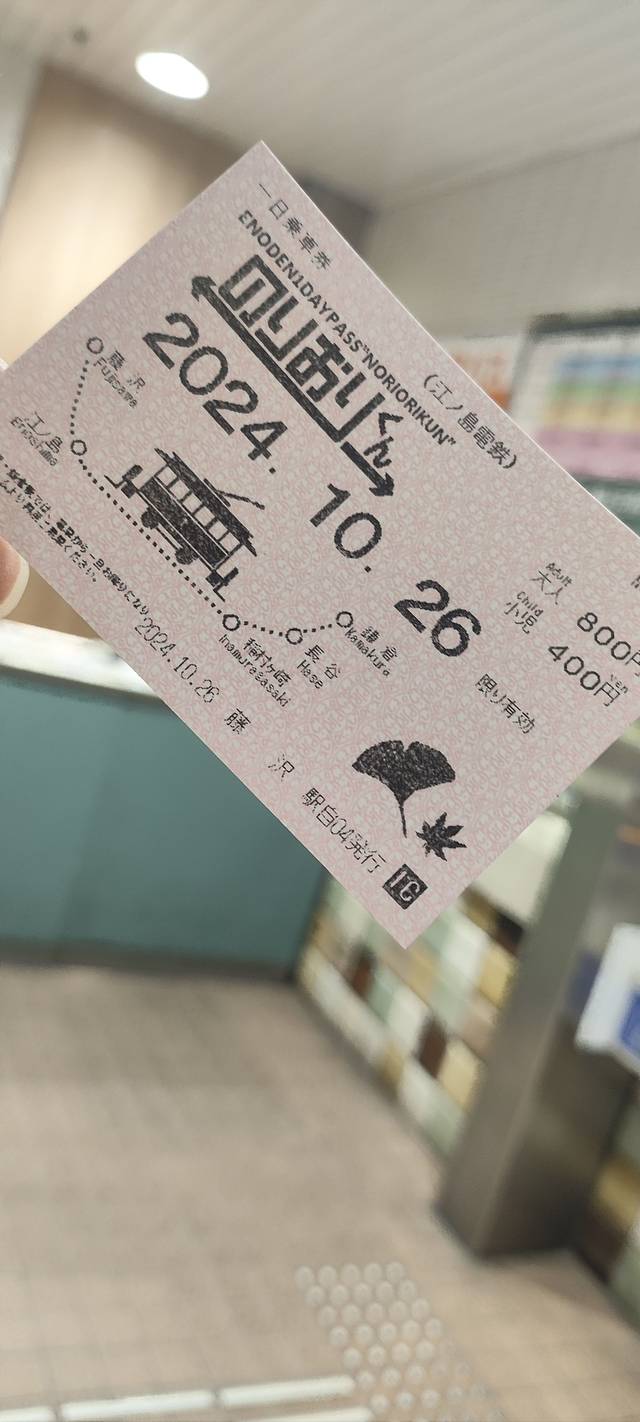 一日乗車券
ENODEN1DAYPASS"NORIORIKUN"
(江ノ島電鉄)
のりおりくん
2024. 10. 26
限り有効
Adult
大人 800円
Child
小児 400円
yen
藤 沢
Fujisawa
江ノ島
Enoshima
稲村ヶ崎
Inamuragasaki
長谷
Hase
鎌倉
Kamakura
2024.10.26 藤 沢 駅自04発行